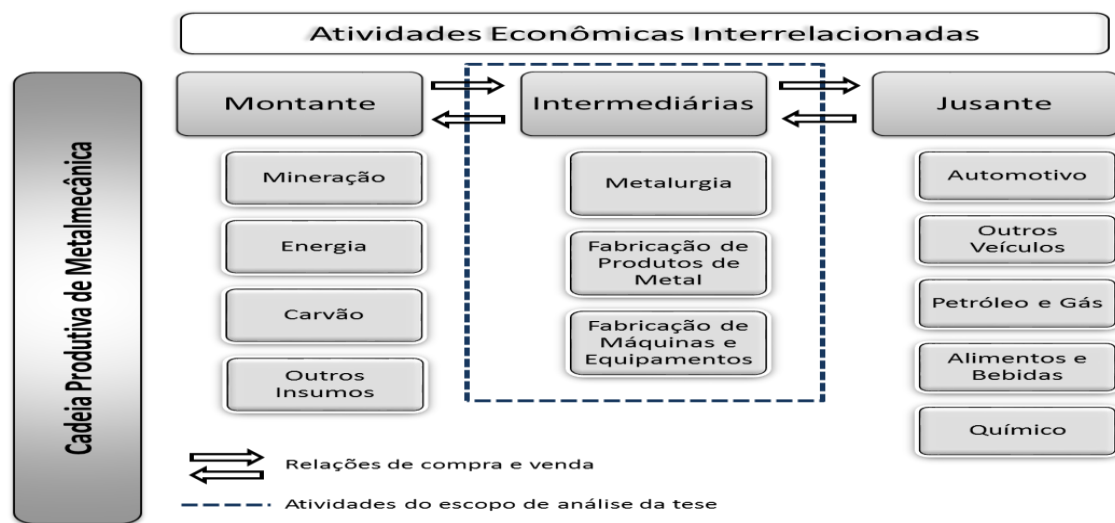 Atividades Econômicas Interrelacionadas
Cadeia Produtiva de Metalmecânica
Montante
Intermediárias
Jusante
Mineração
Energia
Carvão
Outros
Insumos
Metalurgia
Fabricação de
Produtos de
Metal
Fabricação de
Máquinas e
Equipamentos
Automotivo
Outros
Veículos
Petróleo e Gás
Alimentos e
Bebidas
Químico
Relações de compra e venda
Atividades do escopo de análise da tese